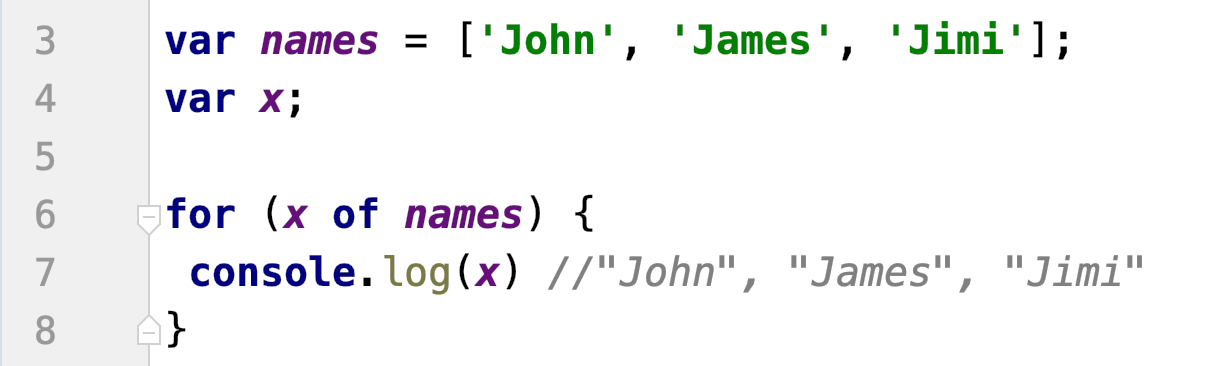 3 var names = ['John', 'James', 'Jimi'];
4 var x;
5
6 for (x of names) {
7 console.log(x) //"John", "James", "Jimi"
8 }